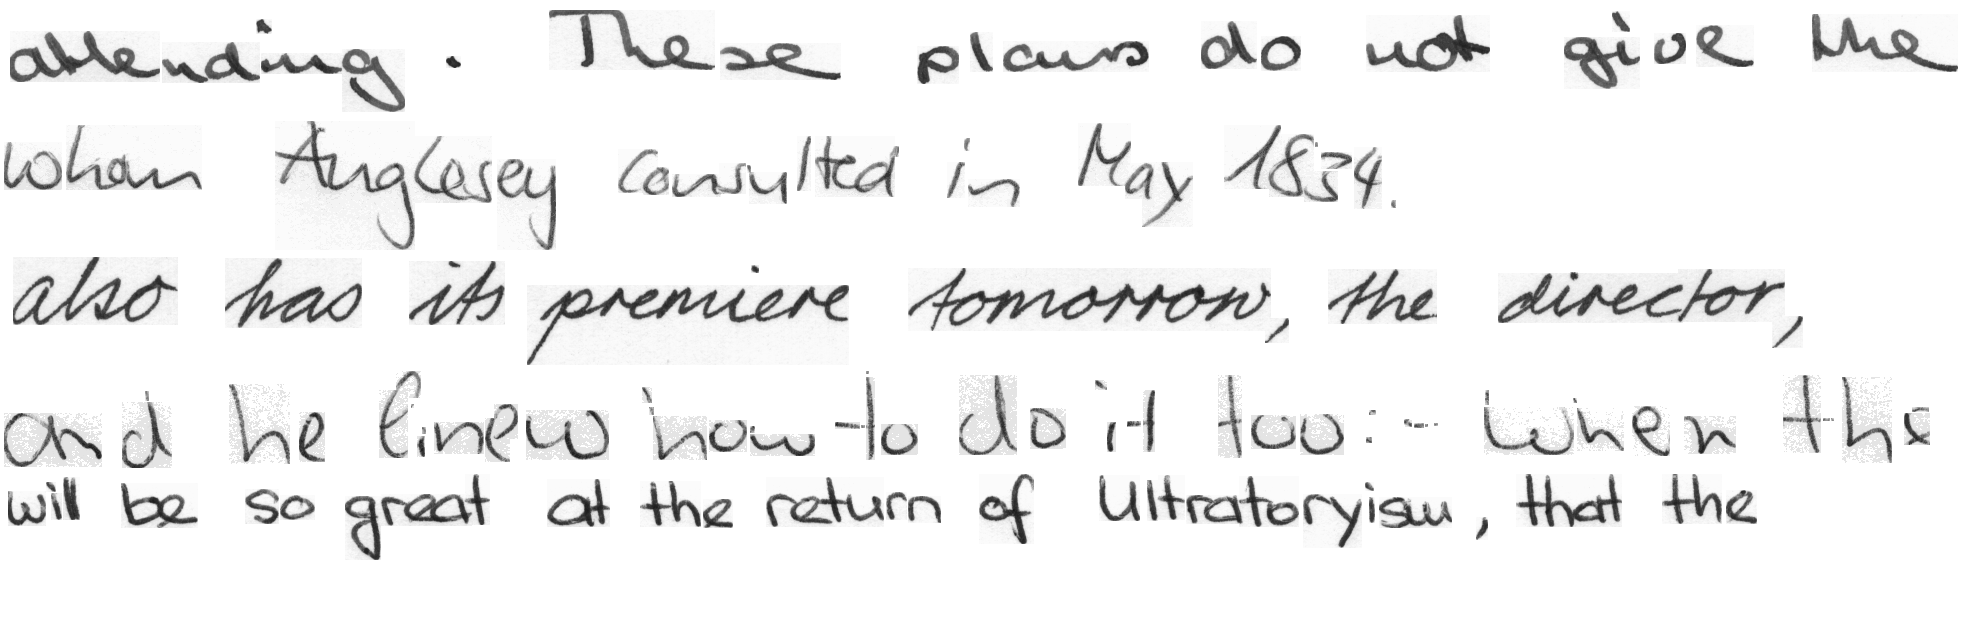 attending. These plans do not give the
whom Anglesey consulted in May 1834.
also has its premiere tomorrow, the director,
and he linew how to do it too:- when the
will be so great at the return of Ultratoryism, that the